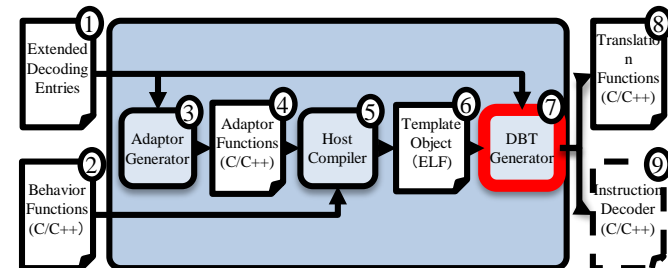 1
Extended
Decoding
Entries
2
Behavior
Functions
(C/C++)
3
Adaptor
Generator
4
Adaptor
Functions
(C/C++)
5
Host
Compiler
6
Template
Object
(ELF)
7
DBT
Generator
8
Translatio
n
Functions
(C/C++)
9
Instruction
Decoder
(C/C++)